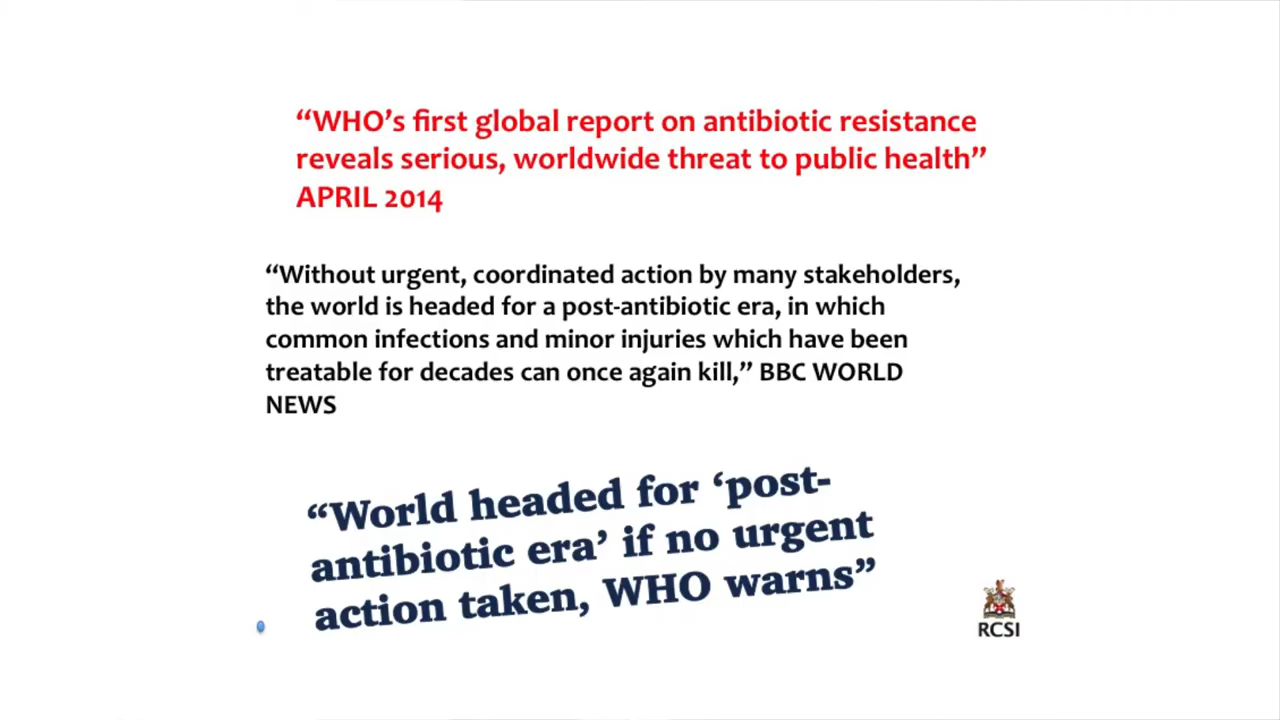 “WHO’s first global report on antibiotic resistance
reveals serious, worldwide threat to public health”
APRIL 2014
“Without urgent, coordinated action by many stakeholders,
the world is headed for a post-antibiotic era, in which
common infections and minor injuries which have been
treatable for decades can once again kill,” BBC WORLD
NEWS
“World headed for ‘post-
antibiotic era’ if no urgent
action taken, WHO warns”
RCSI